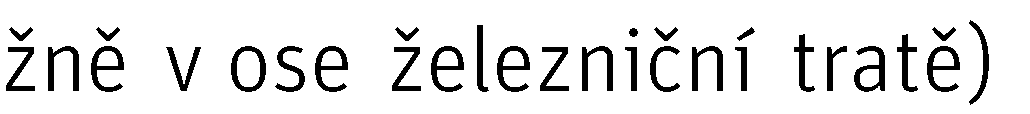 žně v ose železniční tratě)